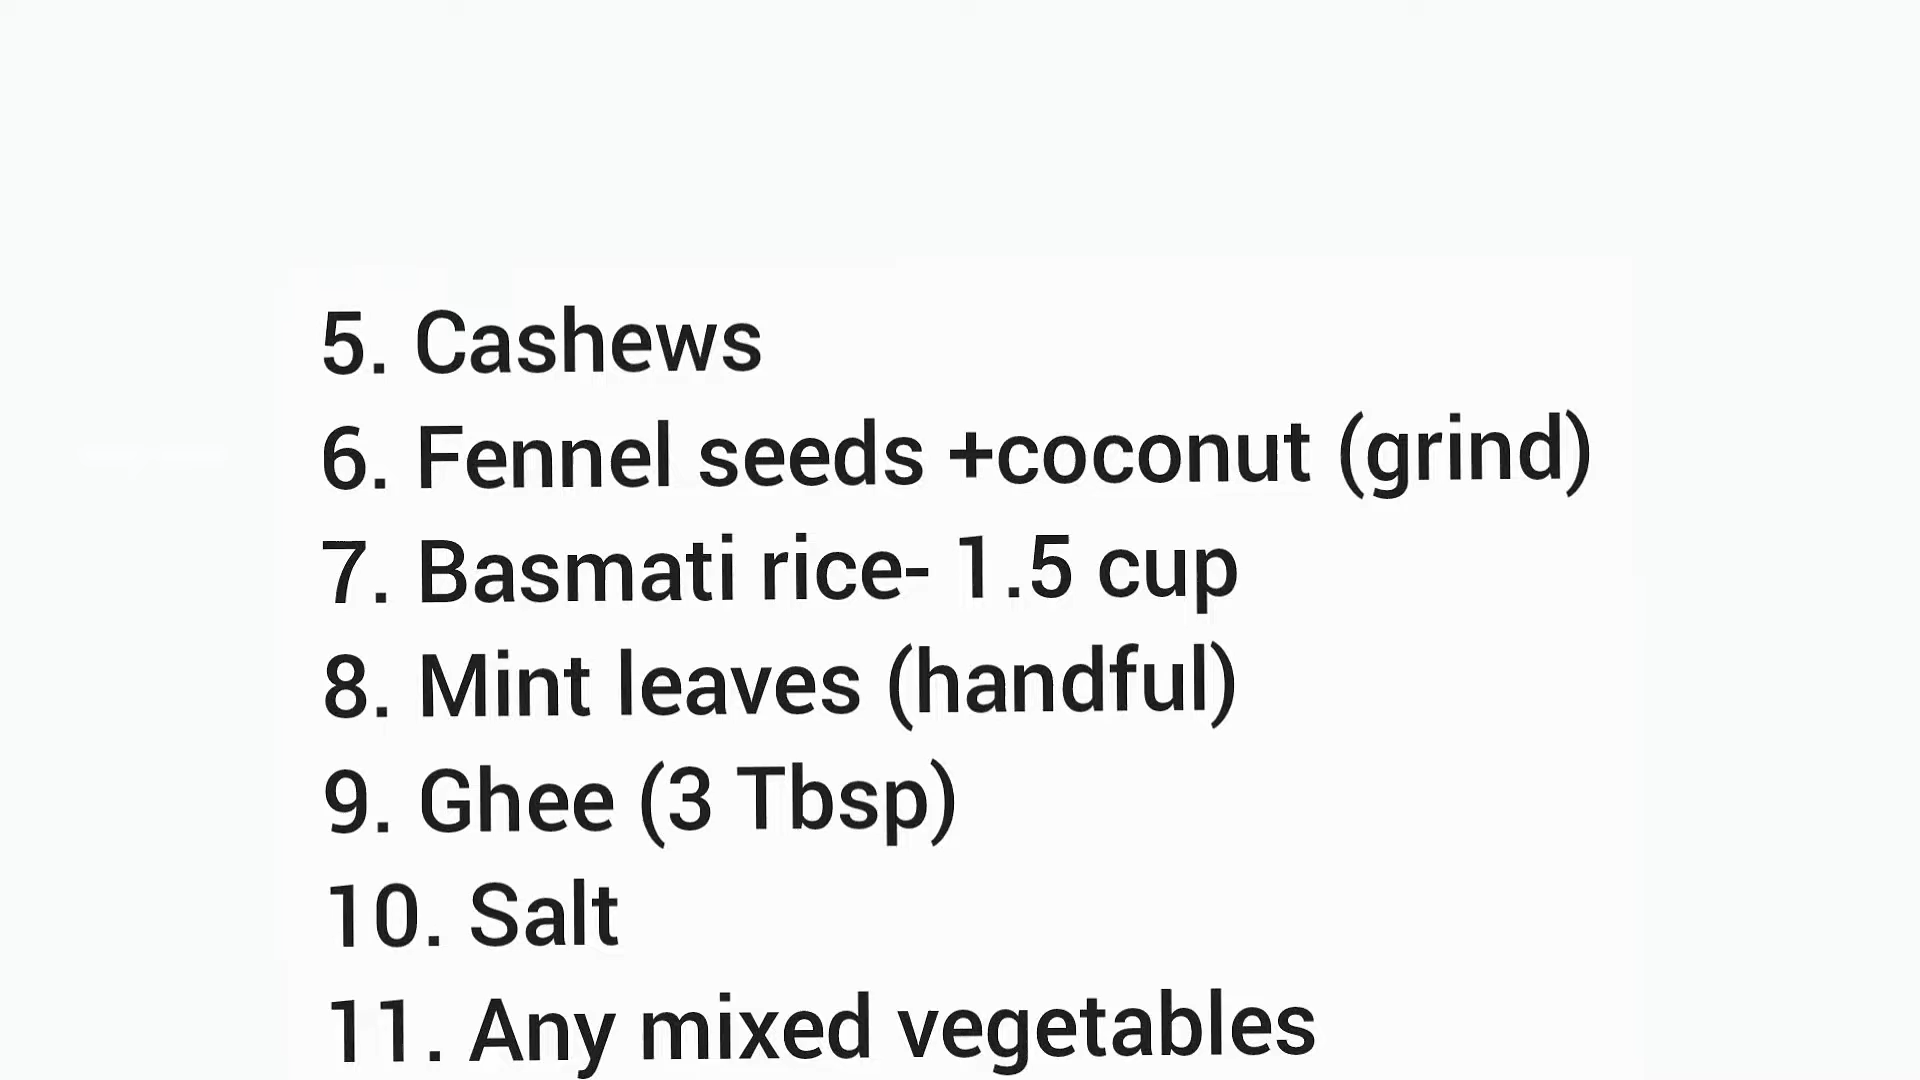 5. Cashews
6. Fennel seeds +coconut (grind)
7. Basmati rice- 1.5 cup
8. Mint leaves (handful)
9. Ghee (3 Tbsp)
10. Salt
11. Any mixed vegetables